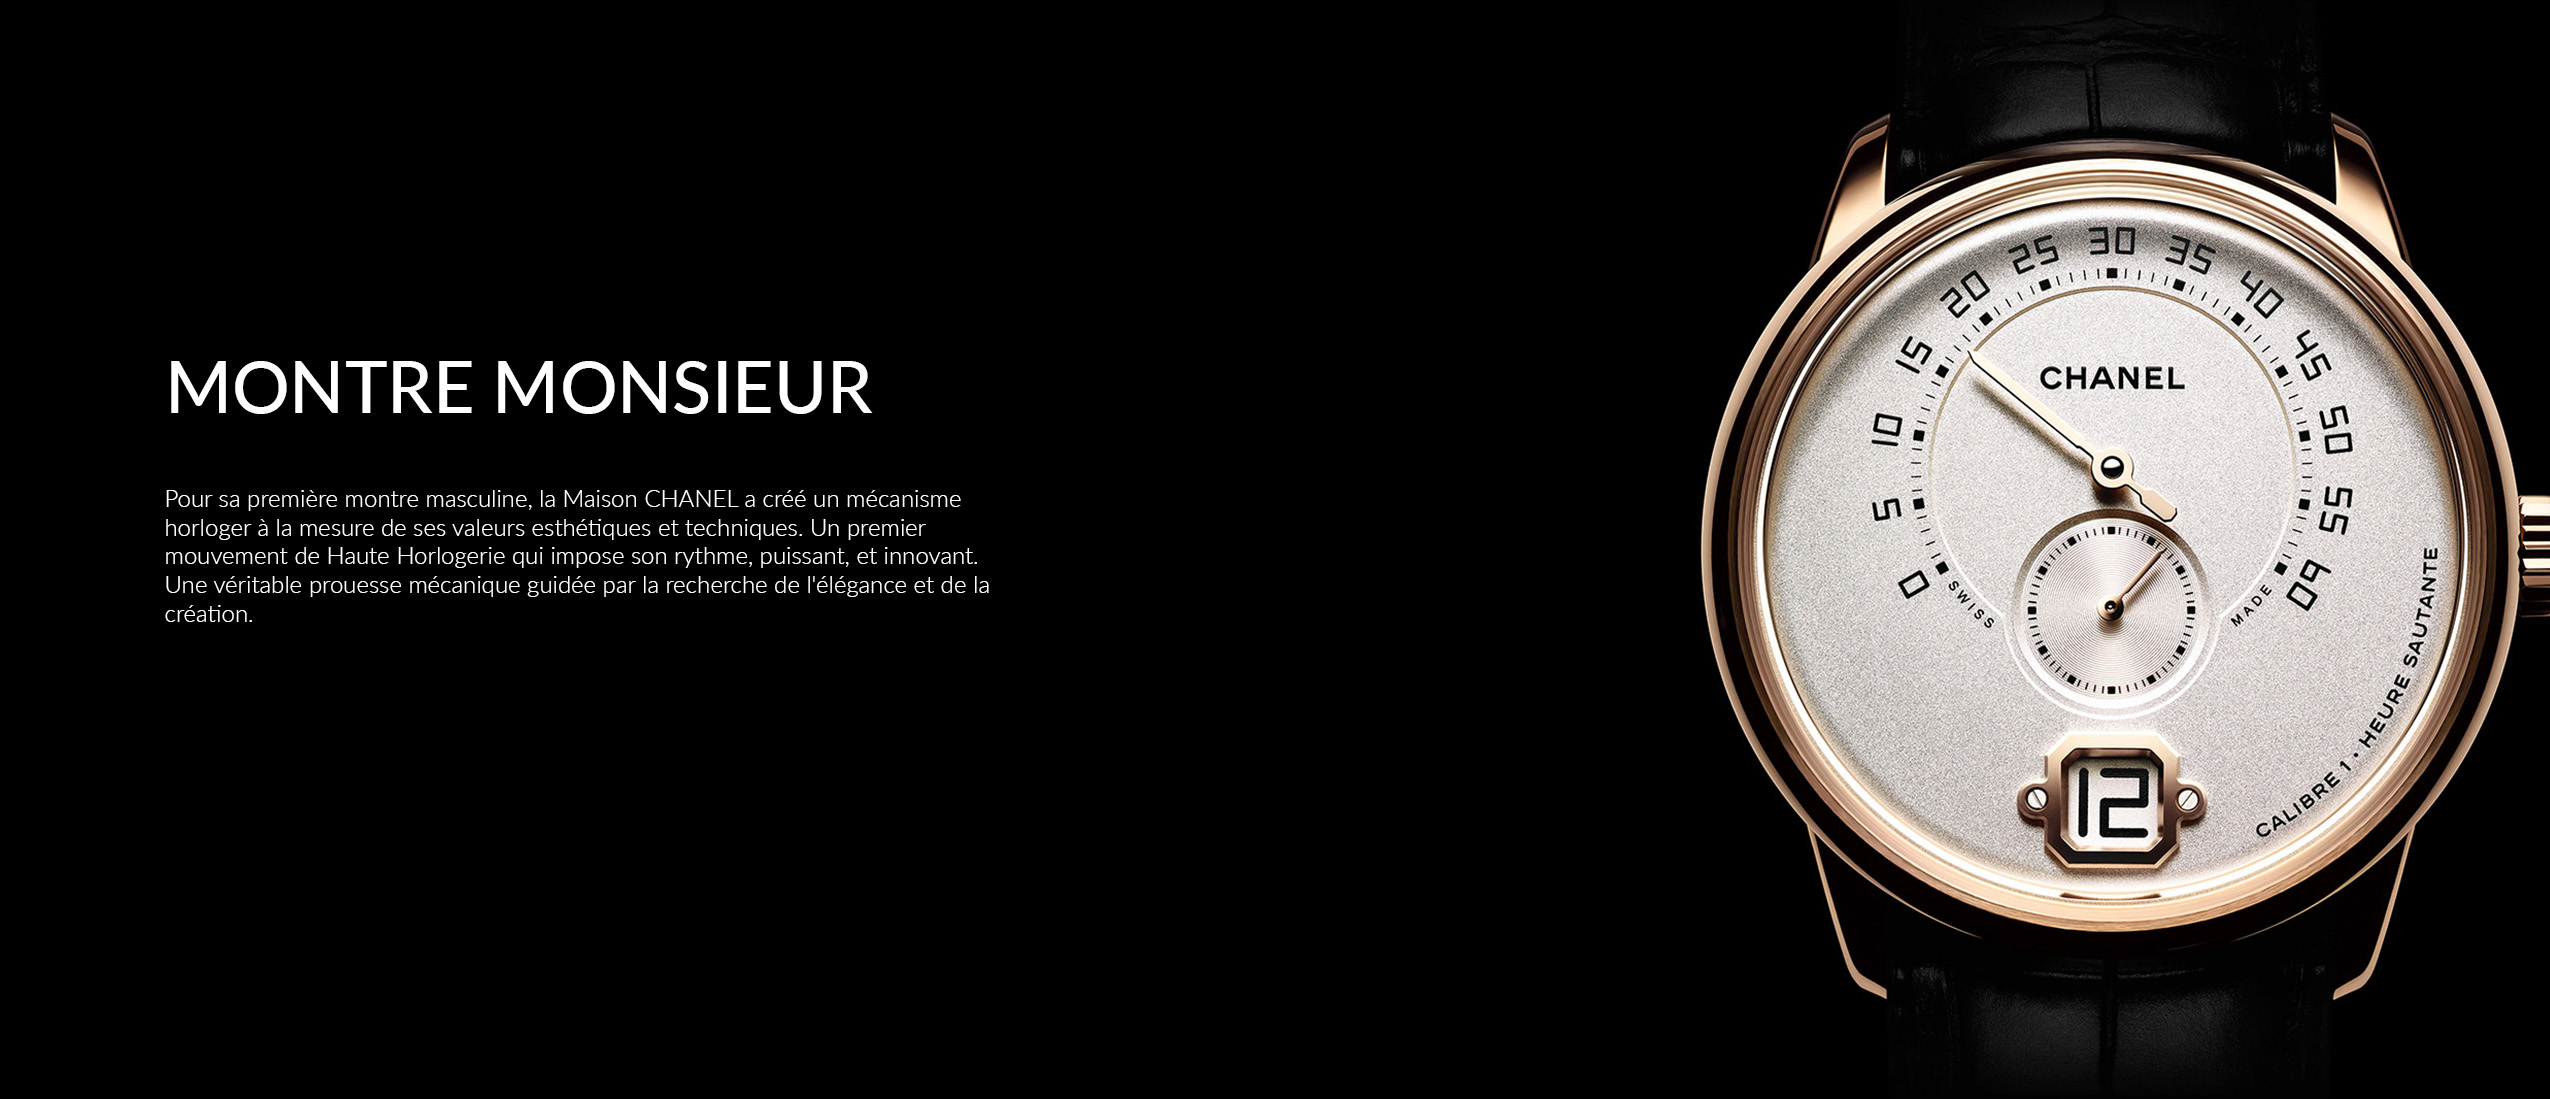 MONTRE MONSIEUR
Pour sa première montre masculine, la Maison CHANEL a créé un mécanisme
horloger à la mesure de ses valeurs esthétiques et techniques. Un premier
mouvement de Haute Horlogerie qui impose son rythme, puissant, et innovant.
Une véritable prouesse mécanique guidée par la recherche de l'élégance et de la
création.
0 5 10 15 20 25 30 35 40 45 50 55 60
CHANEL
SWISS MADE
12
CALIBRE 1 • HEURE SAUTANTE